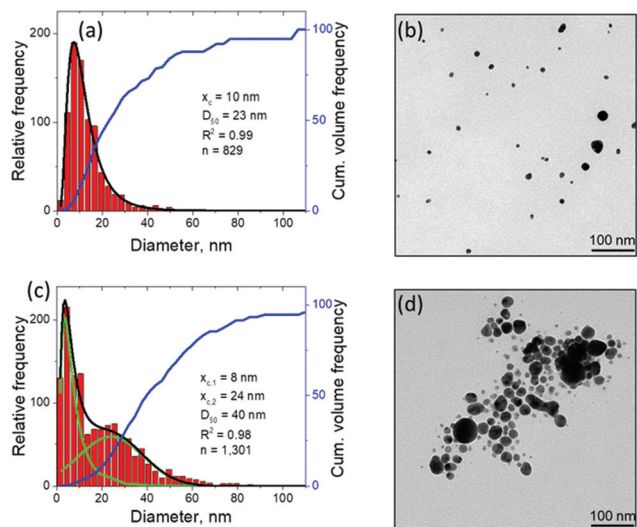 (a)
200
100
0
Relative frequency
0 20 40 60 80 100
Diameter, nm
100
50
0
Cum. volume frequency
x_c = 10 nm
D_50 = 23 nm
R² = 0.99
n = 829
(b)
100 nm
(c)
200
100
0
Relative frequency
0 20 40 60 80 100
Diameter, nm
100
50
0
Cum. volume frequency
x_c,1 = 8 nm
x_c,2 = 24 nm
D_50 = 40 nm
R² = 0.98
n = 1,301
(d)
100 nm